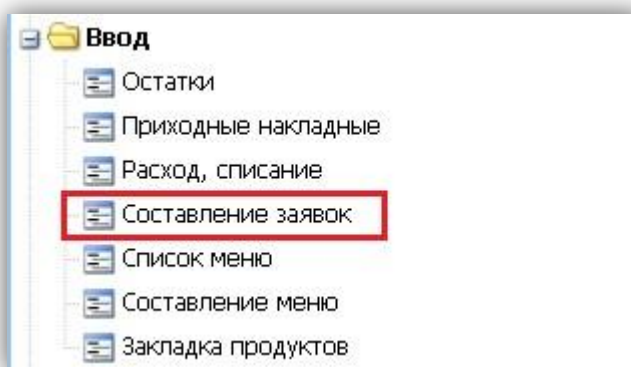 Ввод
Остатки
Приходные накладные
Расход, списание
Составление заявок
Список меню
Составление меню
Закладка продуктов